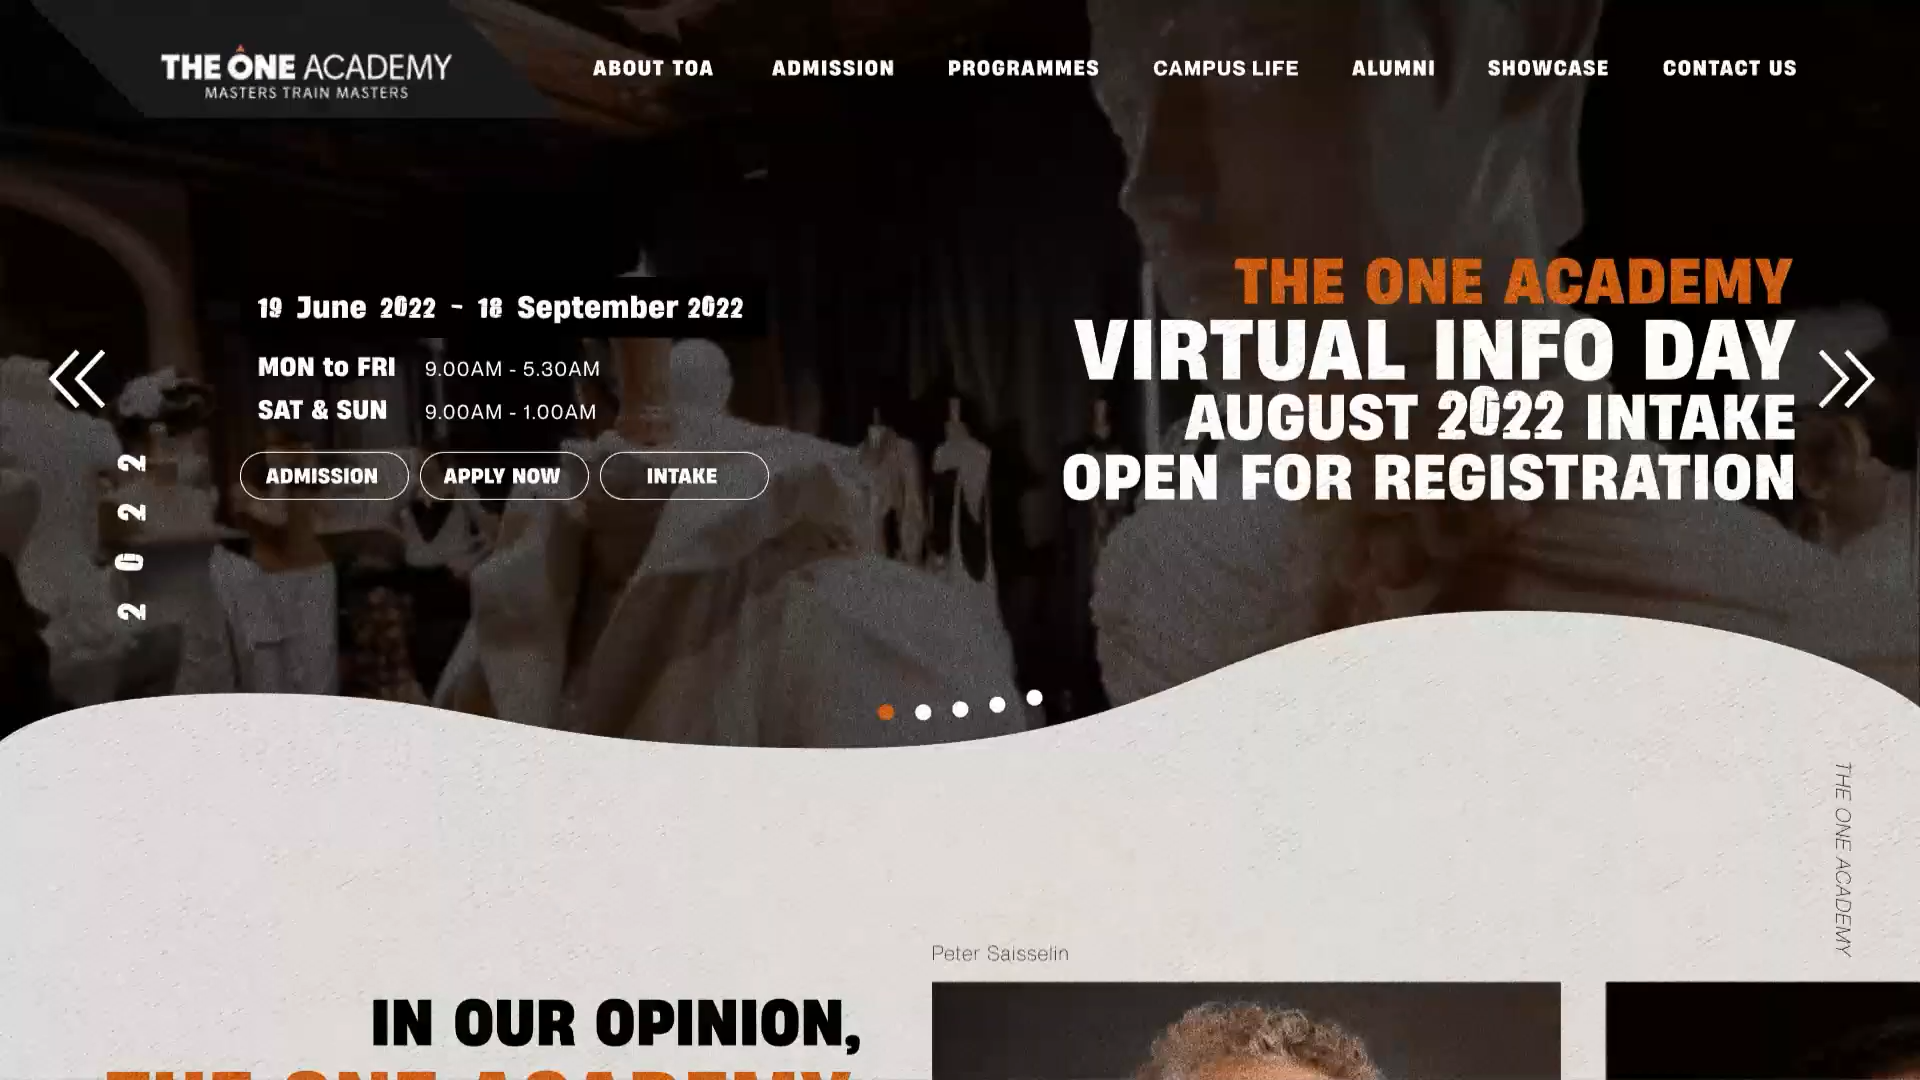 THE ONE ACADEMY
MASTERS TRAIN MASTERS
ABOUT TOA
ADMISSION
PROGRAMMES
CAMPUS LIFE
ALUMNI
SHOWCASE
CONTACT US
19 June 2022 - 18 September 2022
MON to FRI 9.00AM - 5.30AM
SAT & SUN 9.00AM - 1.00AM
ADMISSION
APPLY NOW
INTAKE
2022
THE ONE ACADEMY
VIRTUAL INFO DAY
AUGUST 2022 INTAKE
OPEN FOR REGISTRATION
THE ONE ACADEMY
Peter Saisselin
IN OUR OPINION,
THE ONE ACADEMY